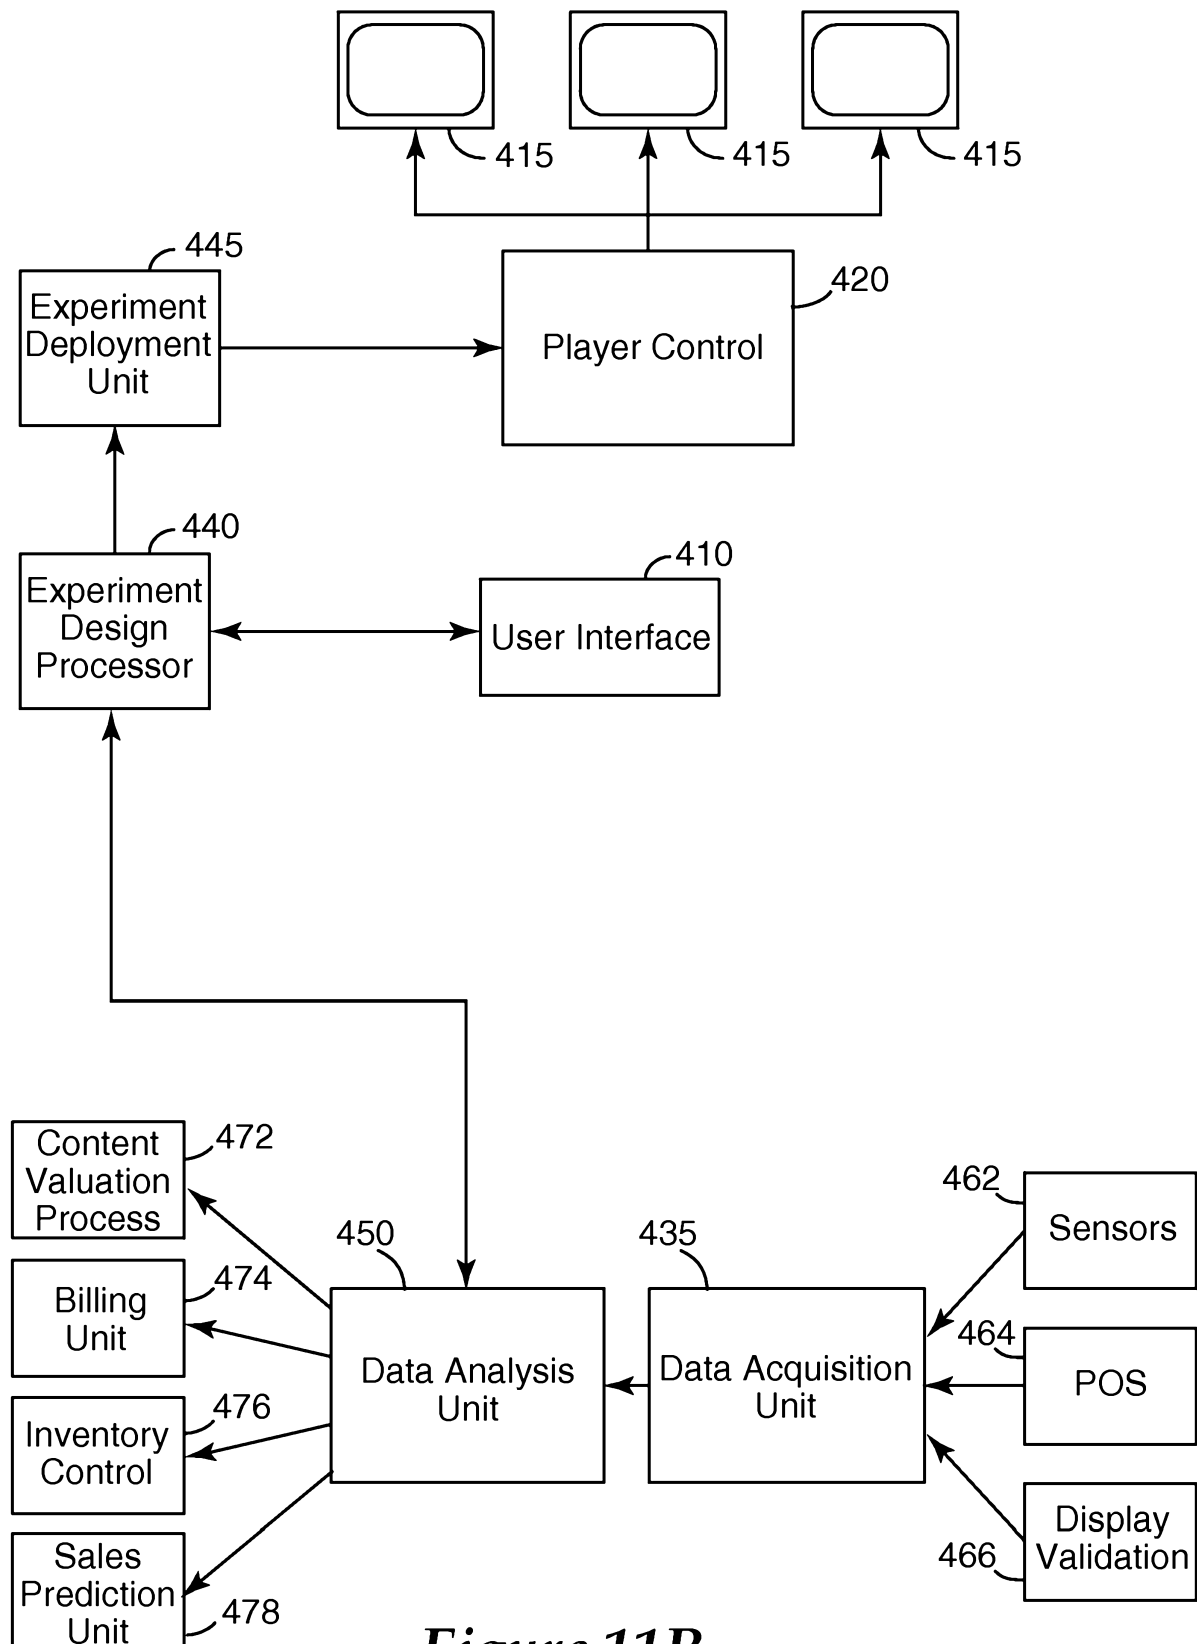 415
415
415
445
Experiment
Deployment
Unit
420
Player Control
440
Experiment
Design
Processor
410
User Interface
Content
Valuation
Process
472
Billing
Unit
474
Inventory
Control
476
Sales
Prediction
Unit
478
450
Data Analysis
Unit
435
Data Acquisition
Unit
462
Sensors
464
POS
Display
Validation
466
Figure 11B